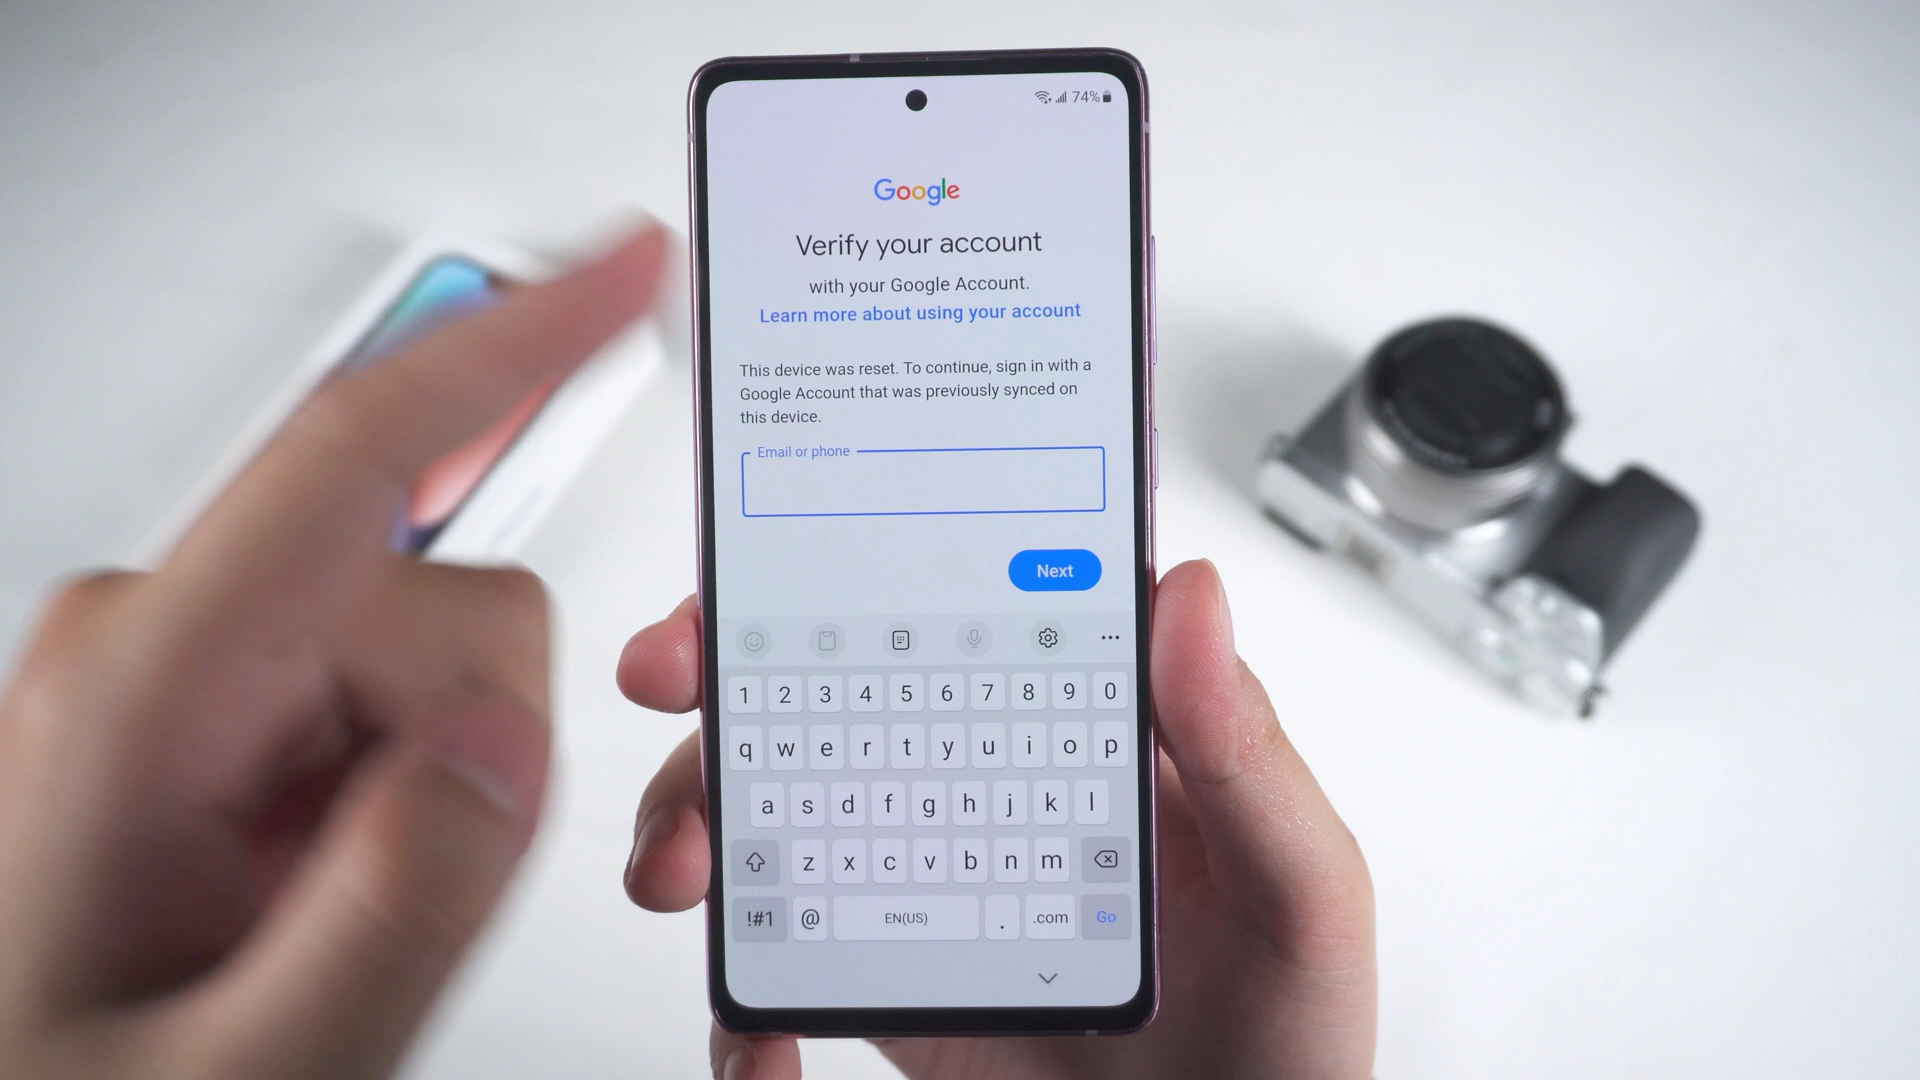 74%
Google
Verify your account
with your Google Account.
Learn more about using your account
This device was reset. To continue, sign in with a
Google Account that was previously synced on
this device.
Email or phone
Next
1 2 3 4 5 6 7 8 9 0
q w e r t y u i o p
a s d f g h j k l
z x c v b n m
!#1 @ EN(US) . .com Go